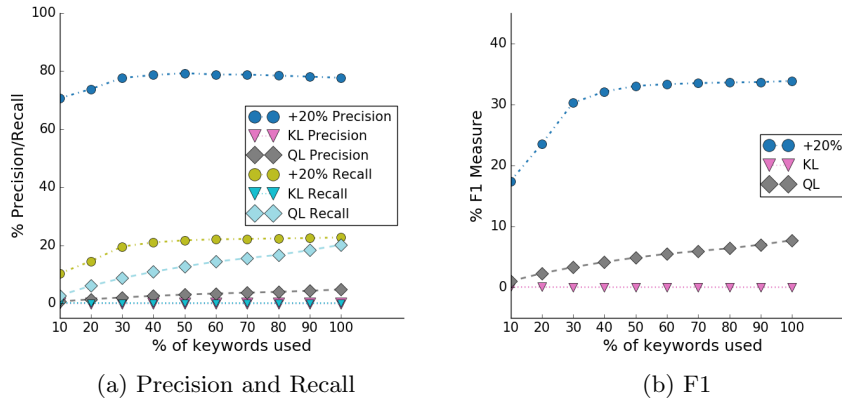 100
80
60
40
20
0
% Precision/Recall
+20% Precision
KL Precision
QL Precision
+20% Recall
KL Recall
QL Recall
10 20 30 40 50 60 70 80 90 100
% of keywords used
(a) Precision and Recall
40
30
20
10
0
% F1 Measure
+20%
KL
QL
10 20 30 40 50 60 70 80 90 100
% of keywords used
(b) F1